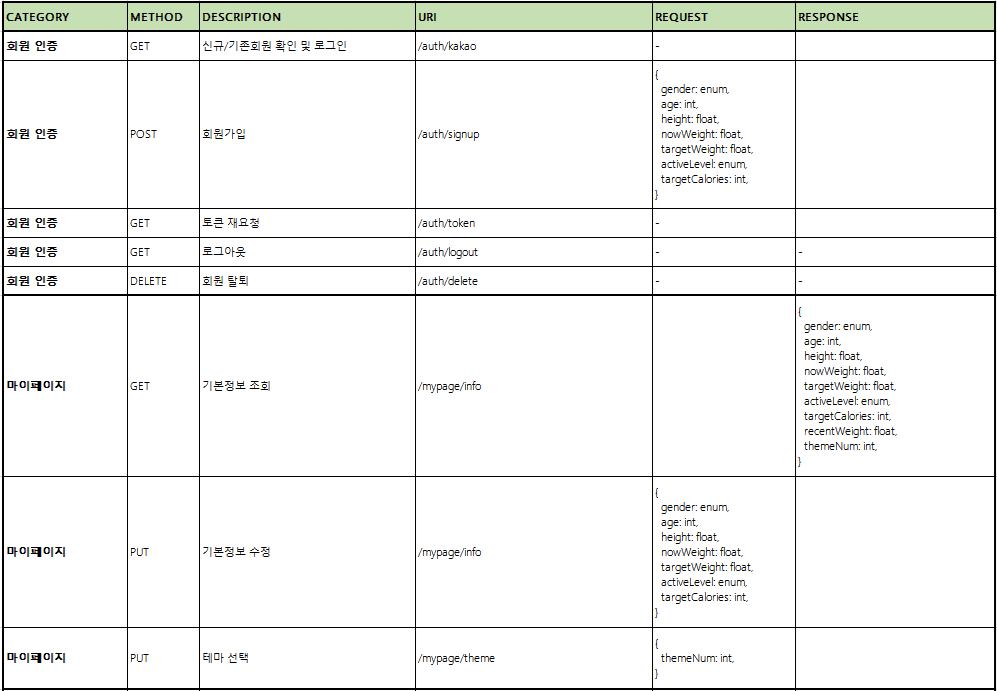 CATEGORY METHOD DESCRIPTION URI REQUEST RESPONSE
회원 인증 GET 신규/기존회원 확인 및 로그인 /auth/kakao -
회원 인증 POST 회원가입 /auth/signup
{
gender: enum,
age: int,
height: float,
nowWeight: float,
targetWeight: float,
activeLevel: enum,
targetCalories: int,
}
회원 인증 GET 토큰 재요청 /auth/token -
회원 인증 GET 로그아웃 /auth/logout - -
회원 인증 DELETE 회원 탈퇴 /auth/delete - -
마이페이지 GET 기본정보 조회 /mypage/info
{
gender: enum,
age: int,
height: float,
nowWeight: float,
targetWeight: float,
activeLevel: enum,
targetCalories: int,
recentWeight: float,
themeNum: int,
}
마이페이지 PUT 기본정보 수정 /mypage/info
{
gender: enum,
age: int,
height: float,
nowWeight: float,
targetWeight: float,
activeLevel: enum,
targetCalories: int,
}
마이페이지 PUT 테마 선택 /mypage/theme
{
themeNum: int,
}